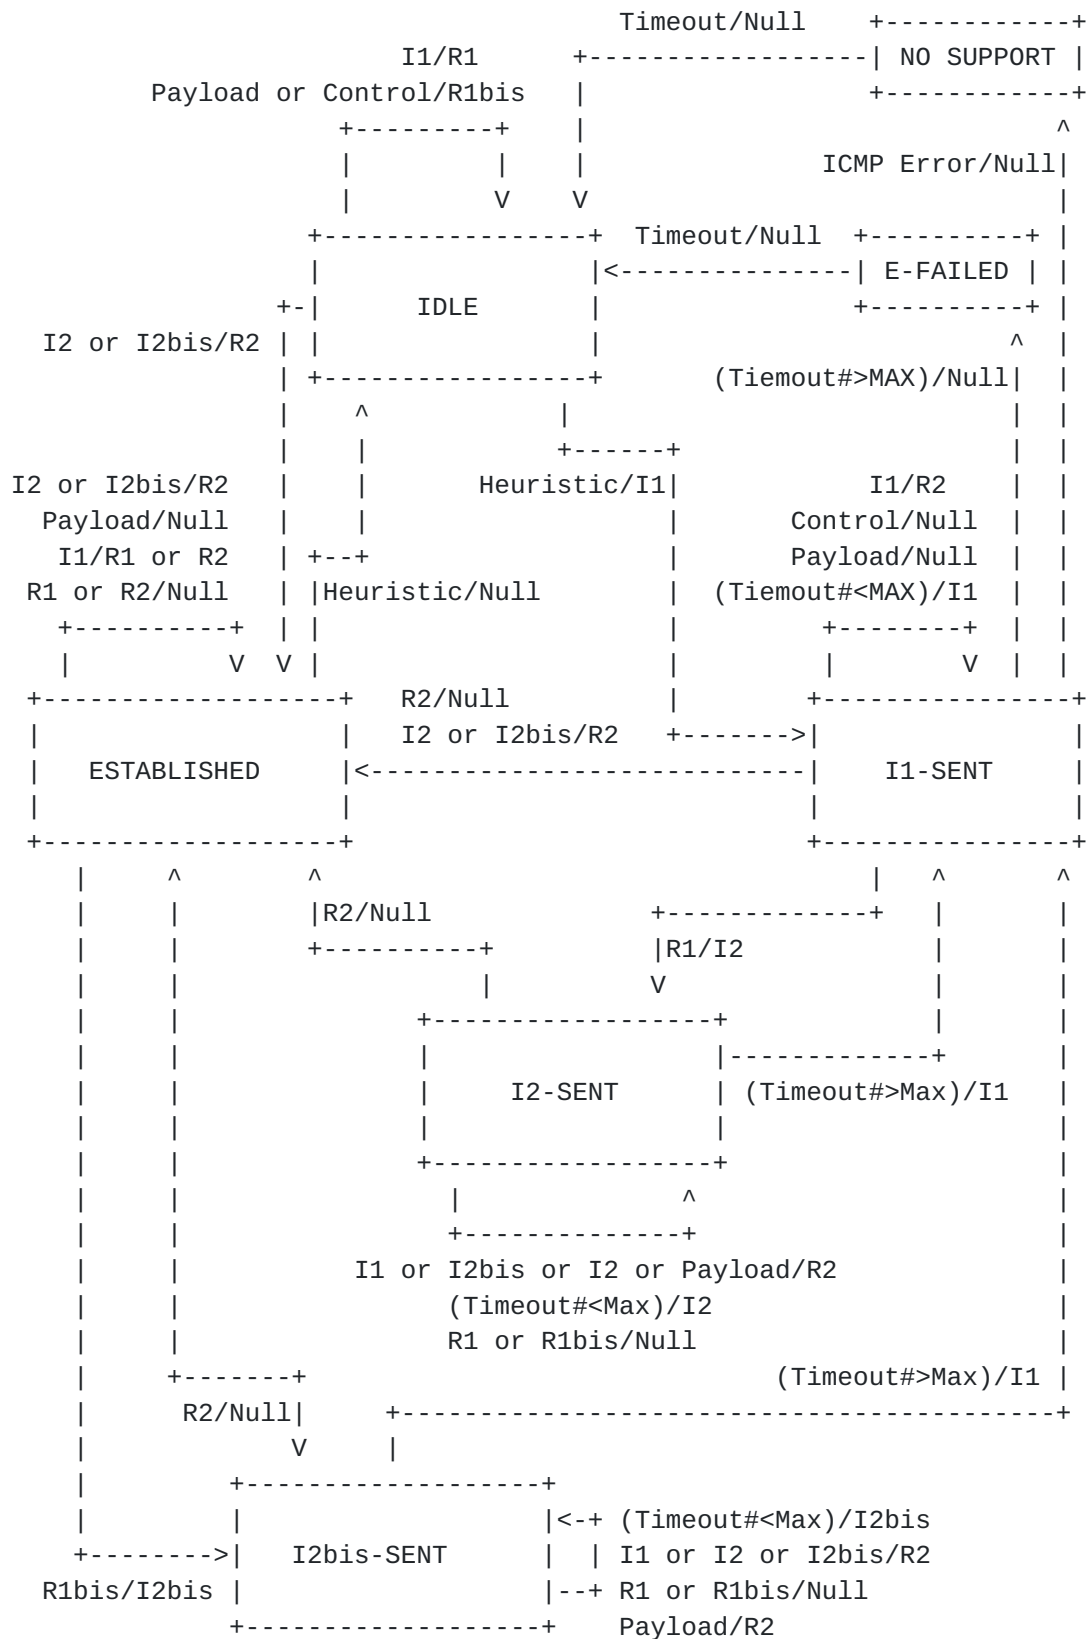 Timeout/Null
I1/R1
NO SUPPORT
Payload or Control/R1bis
ICMP Error/Null
Timeout/Null
E-FAILED
IDLE
I2 or I2bis/R2
(Tiemout#>MAX)/Null
I2 or I2bis/R2 Heuristic/I1 I1/R2
Payload/Null Control/Null
I1/R1 or R2 Payload/Null
R1 or R2/Null Heuristic/Null (Tiemout#<MAX)/I1
R2/Null
I2 or I2bis/R2
ESTABLISHED I1-SENT
R2/Null
R1/I2
I2-SENT (Timeout#>Max)/I1
I1 or I2bis or I2 or Payload/R2
(Timeout#<Max)/I2
R1 or R1bis/Null
(Timeout#>Max)/I1
R2/Null
(Timeout#<Max)/I2bis
I2bis-SENT I1 or I2 or I2bis/R2
R1bis/I2bis R1 or R1bis/Null
Payload/R2